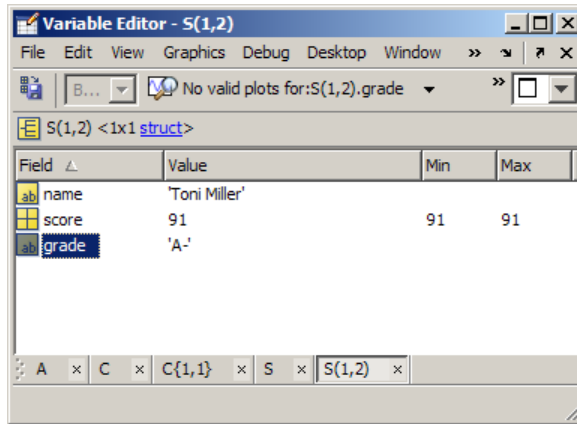 Variable Editor - S(1,2)
File Edit View Graphics Debug Desktop Window »
B... No valid plots for:S(1,2).grade »
S(1,2) <1x1 struct>
Field Value Min Max
ab name 'Toni Miller'
score 91 91 91
ab grade 'A-'
A × C × C{1,1} × S × S(1,2) ×